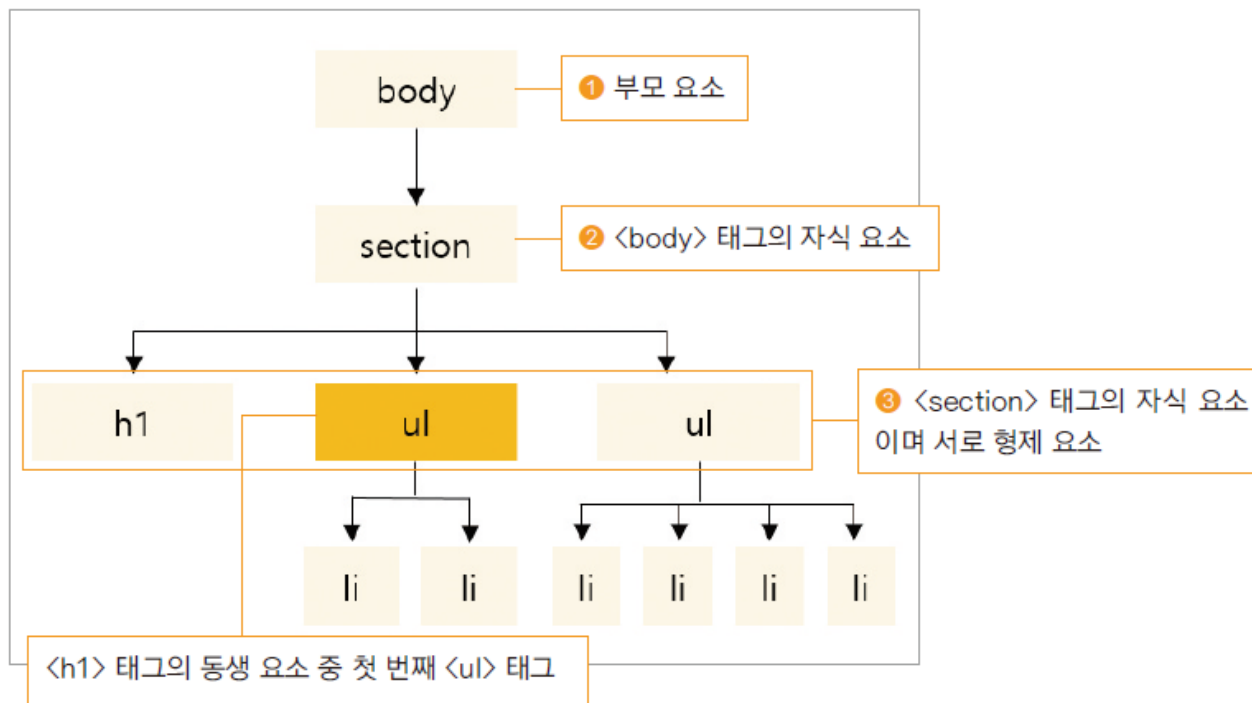 body
❶ 부모 요소
section
❷ <body> 태그의 자식 요소
h1
ul
ul
❸ <section> 태그의 자식 요소
이며 서로 형제 요소
li
li
li
li
li
li
<h1> 태그의 동생 요소 중 첫 번째 <ul> 태그